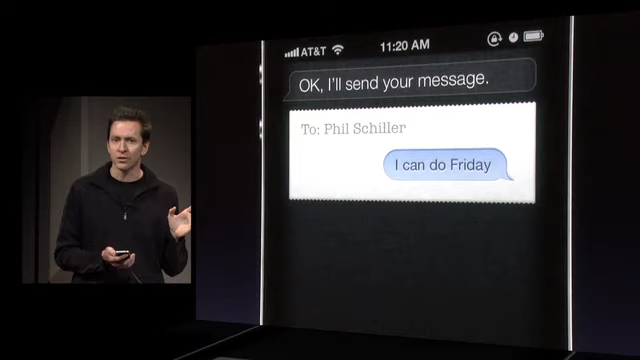 AT&T 11:20 AM
OK, I'll send your message.
To: Phil Schiller
I can do Friday